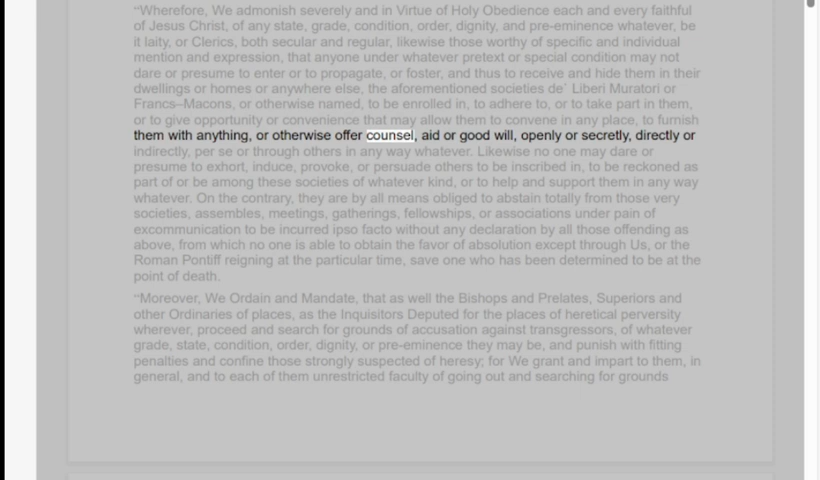 “Wherefore, We admonish severely and in Virtue of Holy Obedience each and every faithful
of Jesus Christ, of any state, grade, condition, order, dignity, and pre-eminence whatever, be
it laity, or Clerics, both secular and regular, likewise those worthy of specific and individual
mention and expression, that anyone under whatever pretext or special condition may not
dare or presume to enter or to propagate, or foster, and thus to receive and hide them in their
dwellings or homes or anywhere else, the aforementioned societies de´ Liberi Muratori or
Francs–Macons, or otherwise named, to be enrolled in, to adhere to, or to take part in them,
or to give opportunity or convenience that may allow them to convene in any place, to furnish
them with anything, or otherwise offer counsel, aid or good will, openly or secretly, directly or
indirectly, per se or through others in any way whatever. Likewise no one may dare or
presume to exhort, induce, provoke, or persuade others to be inscribed in, to be reckoned as
part of or be among these societies of whatever kind, or to help and support them in any way
whatever. On the contrary, they are by all means obliged to abstain totally from those very
societies, assembles, meetings, gatherings, fellowships, or associations under pain of
excommunication to be incurred ipso facto without any declaration by all those offending as
above, from which no one is able to obtain the favor of absolution except through Us, or the
Roman Pontiff reigning at the particular time, save one who has been determined to be at the
point of death.
“Moreover, We Ordain and Mandate, that as well the Bishops and Prelates, Superiors and
other Ordinaries of places, as the Inquisitors Deputed for the places of heretical perversity
wherever, proceed and search for grounds of accusation against transgressors, of whatever
grade, state, condition, order, dignity, or pre-eminence they may be, and punish with fitting
penalties and confine those strongly suspected of heresy; for We grant and impart to them, in
general, and to each of them unrestricted faculty of going out and searching for grounds